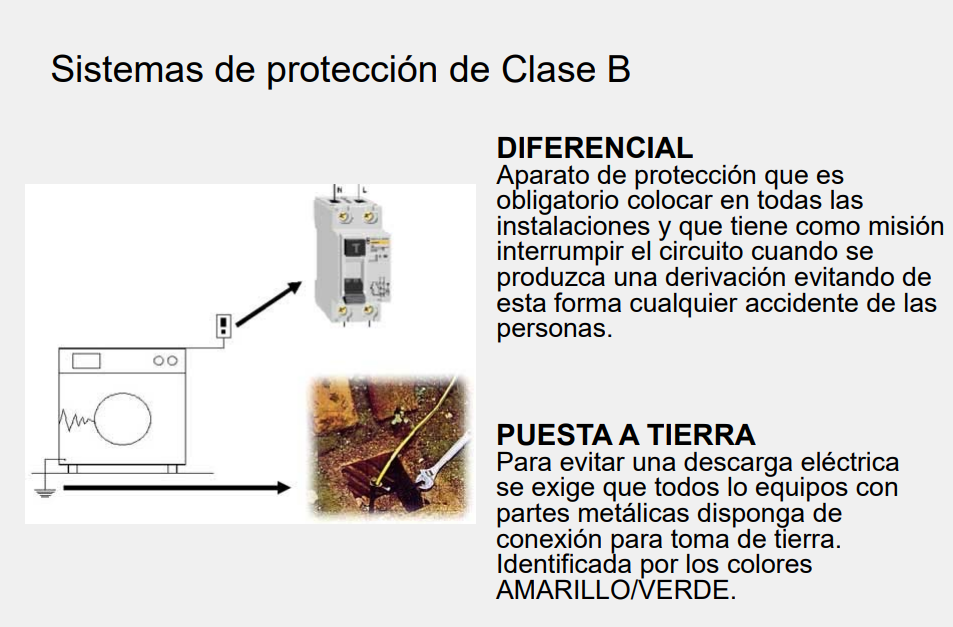 Sistemas de protección de Clase B
DIFERENCIAL
Aparato de protección que es
obligatorio colocar en todas las
instalaciones y que tiene como misión
interrumpir el circuito cuando se
produzca una derivación evitando de
esta forma cualquier accidente de las
personas.
N L
T
PUESTA A TIERRA
Para evitar una descarga eléctrica
se exige que todos lo equipos con
partes metálicas disponga de
conexión para toma de tierra.
Identificada por los colores
AMARILLO/VERDE.